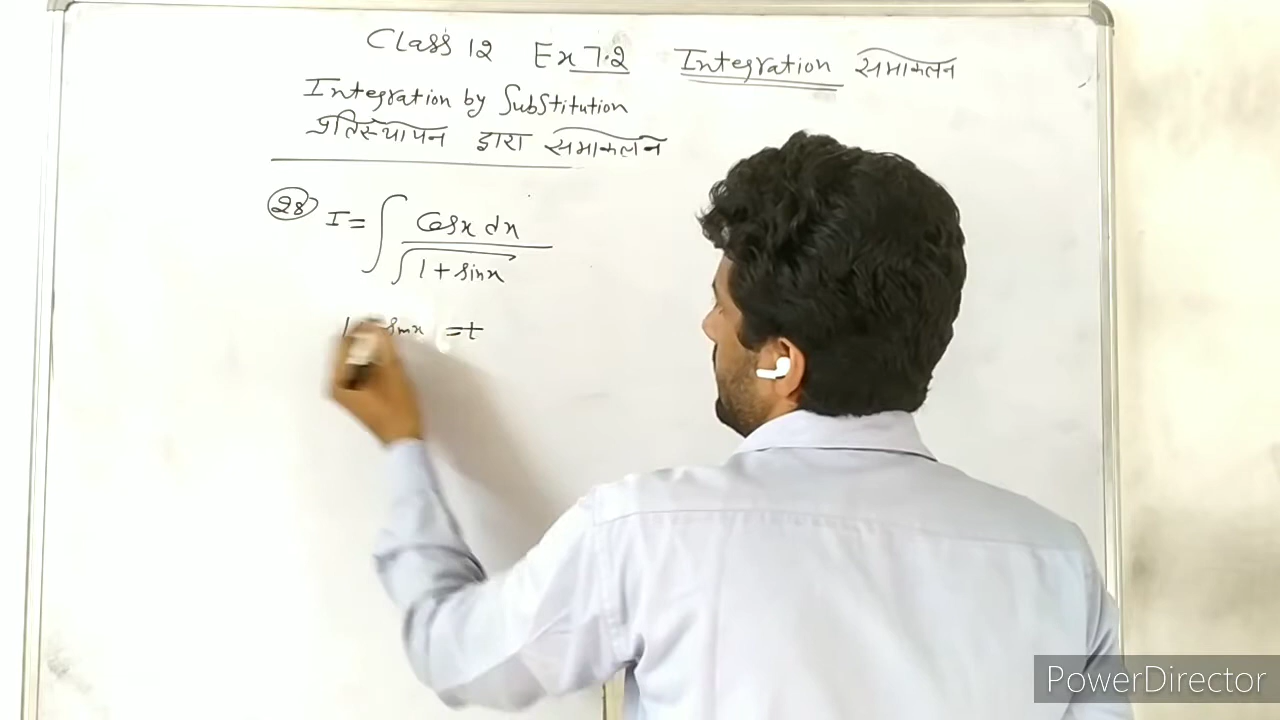 Class 12 Ex 7.2 Integration समाकलन
Integration by Substitution
प्रतिस्थापन द्वारा समाकलन
28 I = ∫ Cosx dx / √1 + sinx
sinx = t
PowerDirector